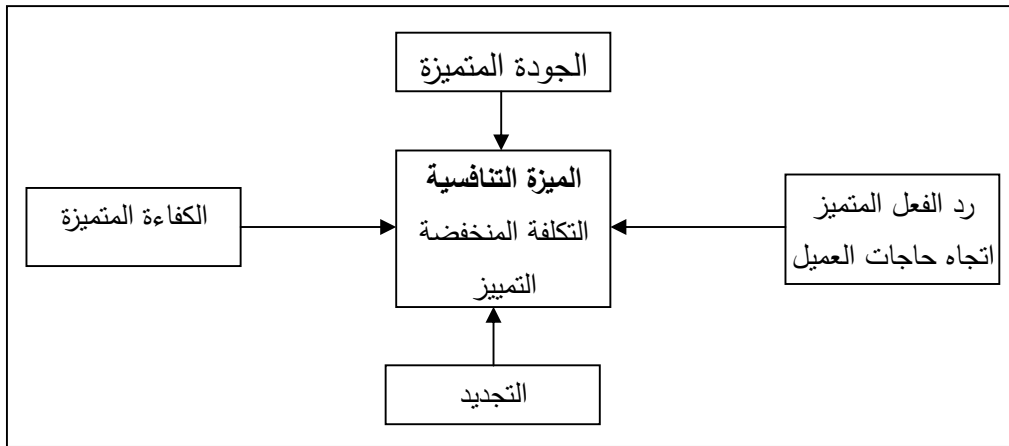 الجودة المتميزة
الميزة التنافسية
التكلفة المنخفضة
التمييز
رد الفعل المتميز
اتجاه حاجات العميل
الكفاءة المتميزة
التجديد